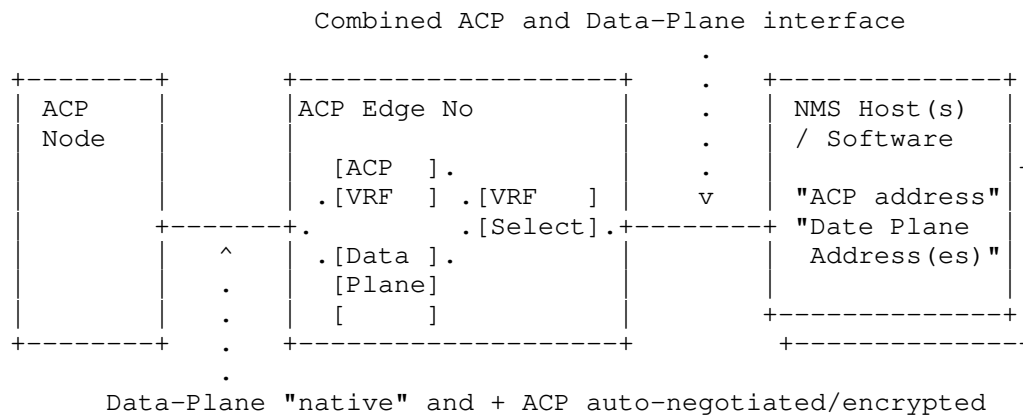 Combined ACP and Data-Plane interface
ACP
Node
ACP Edge No
[ACP ].
.[VRF ] .[VRF ]
.[Select].
.[Data ].
[Plane]
[ ]
NMS Host(s)
/ Software
"ACP address"
"Date Plane
Address(es)"
Data-Plane "native" and + ACP auto-negotiated/encrypted